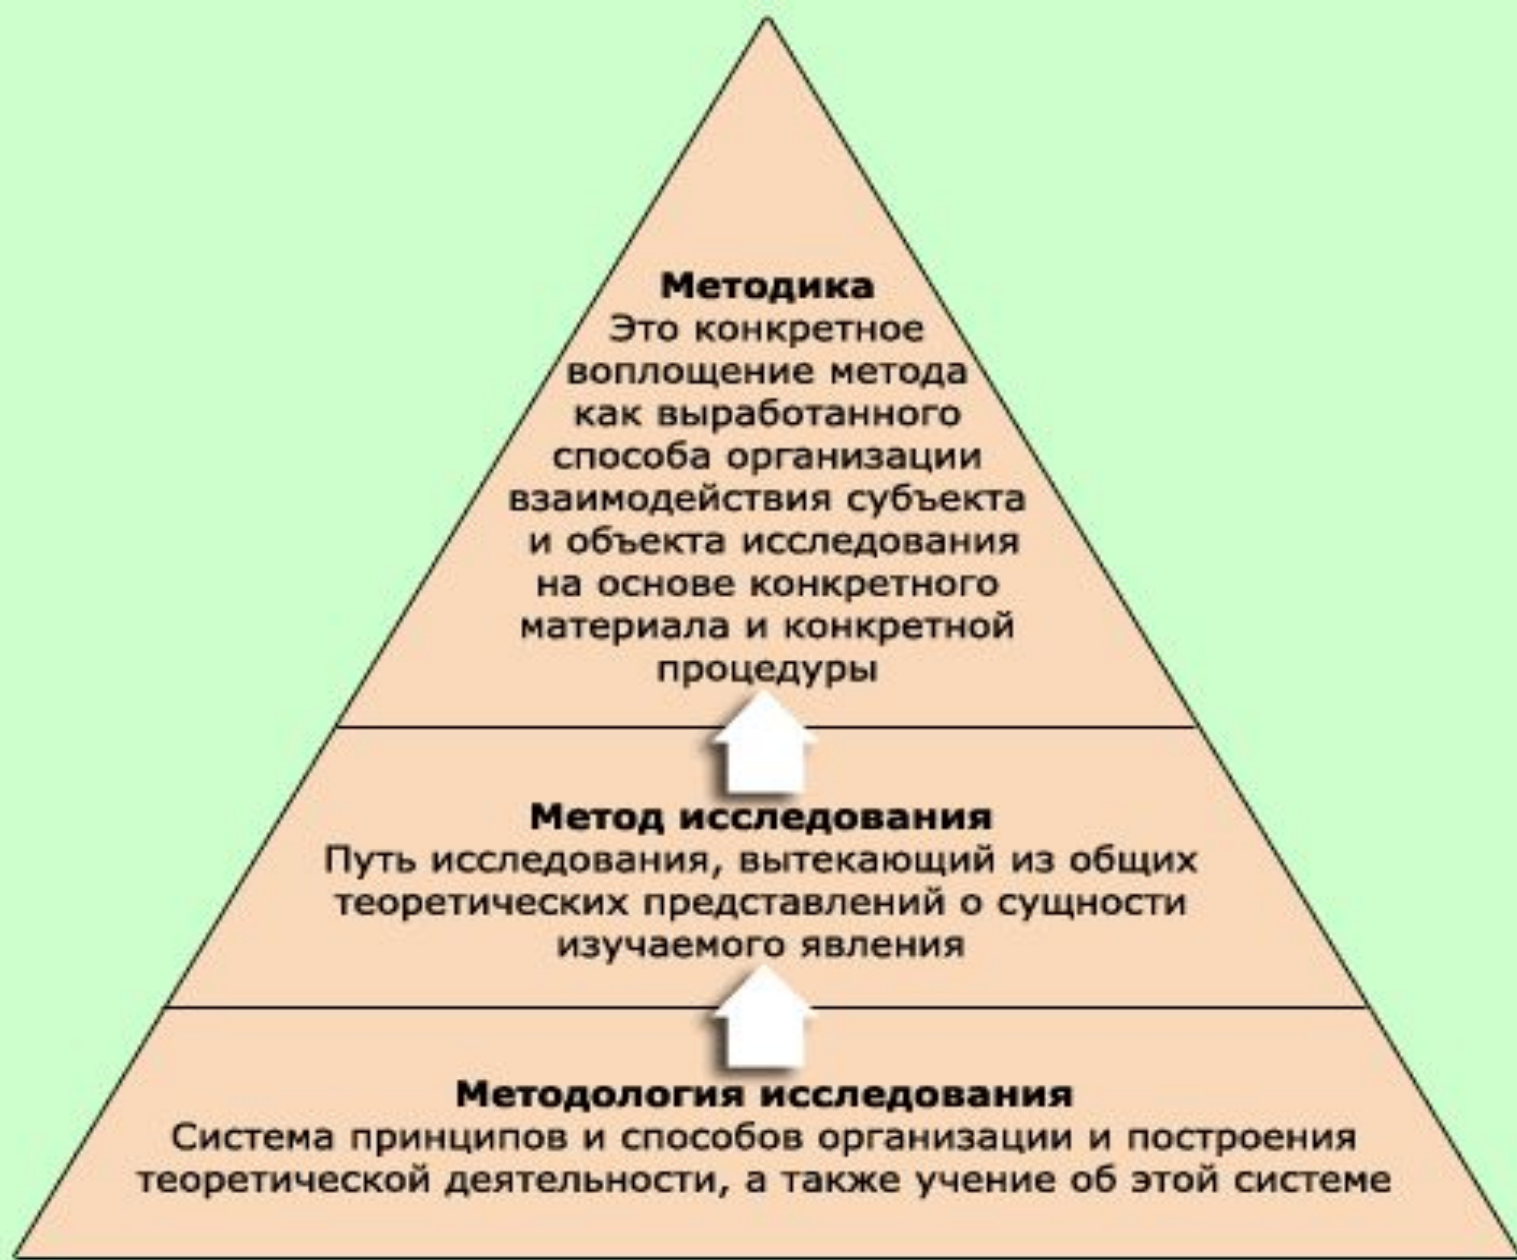 Методика
Это конкретное
воплощение метода
как выработанного
способа организации
взаимодействия субъекта
и объекта исследования
на основе конкретного
материала и конкретной
процедуры
Метод исследования
Путь исследования, вытекающий из общих
теоретических представлений о сущности
изучаемого явления
Методология исследования
Система принципов и способов организации и построения
теоретической деятельности, а также учение об этой системе